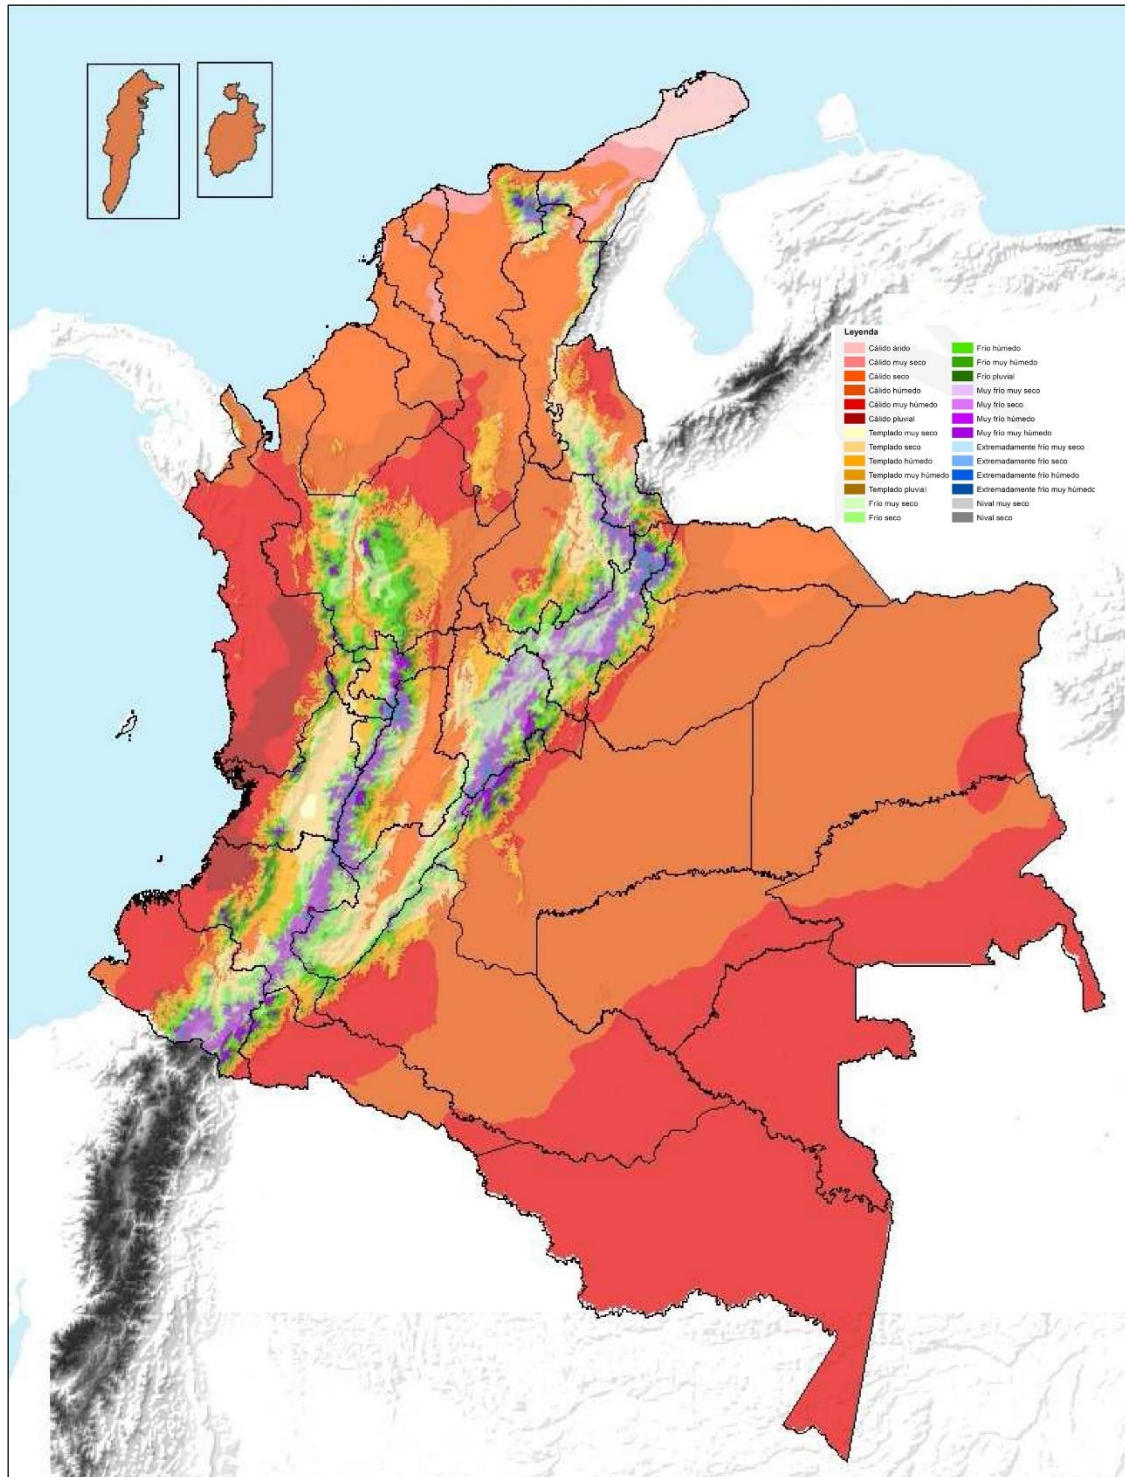 Leyenda
Cálido árido
Cálido muy seco
Cálido seco
Cálido húmedo
Cálido muy húmedo
Cálido pluvial
Templado muy seco
Templado seco
Templado húmedo
Templado muy húmedo
Templado pluvial
Frío muy seco
Frío seco
Frío húmedo
Frío muy húmedo
Frío pluvial
Muy frío muy seco
Muy frío seco
Muy frío húmedo
Muy frío muy húmedo
Extremadamente frío muy seco
Extremadamente frío seco
Extremadamente frío húmedo
Extremadamente frío muy húmedo
Nival muy seco
Nival seco